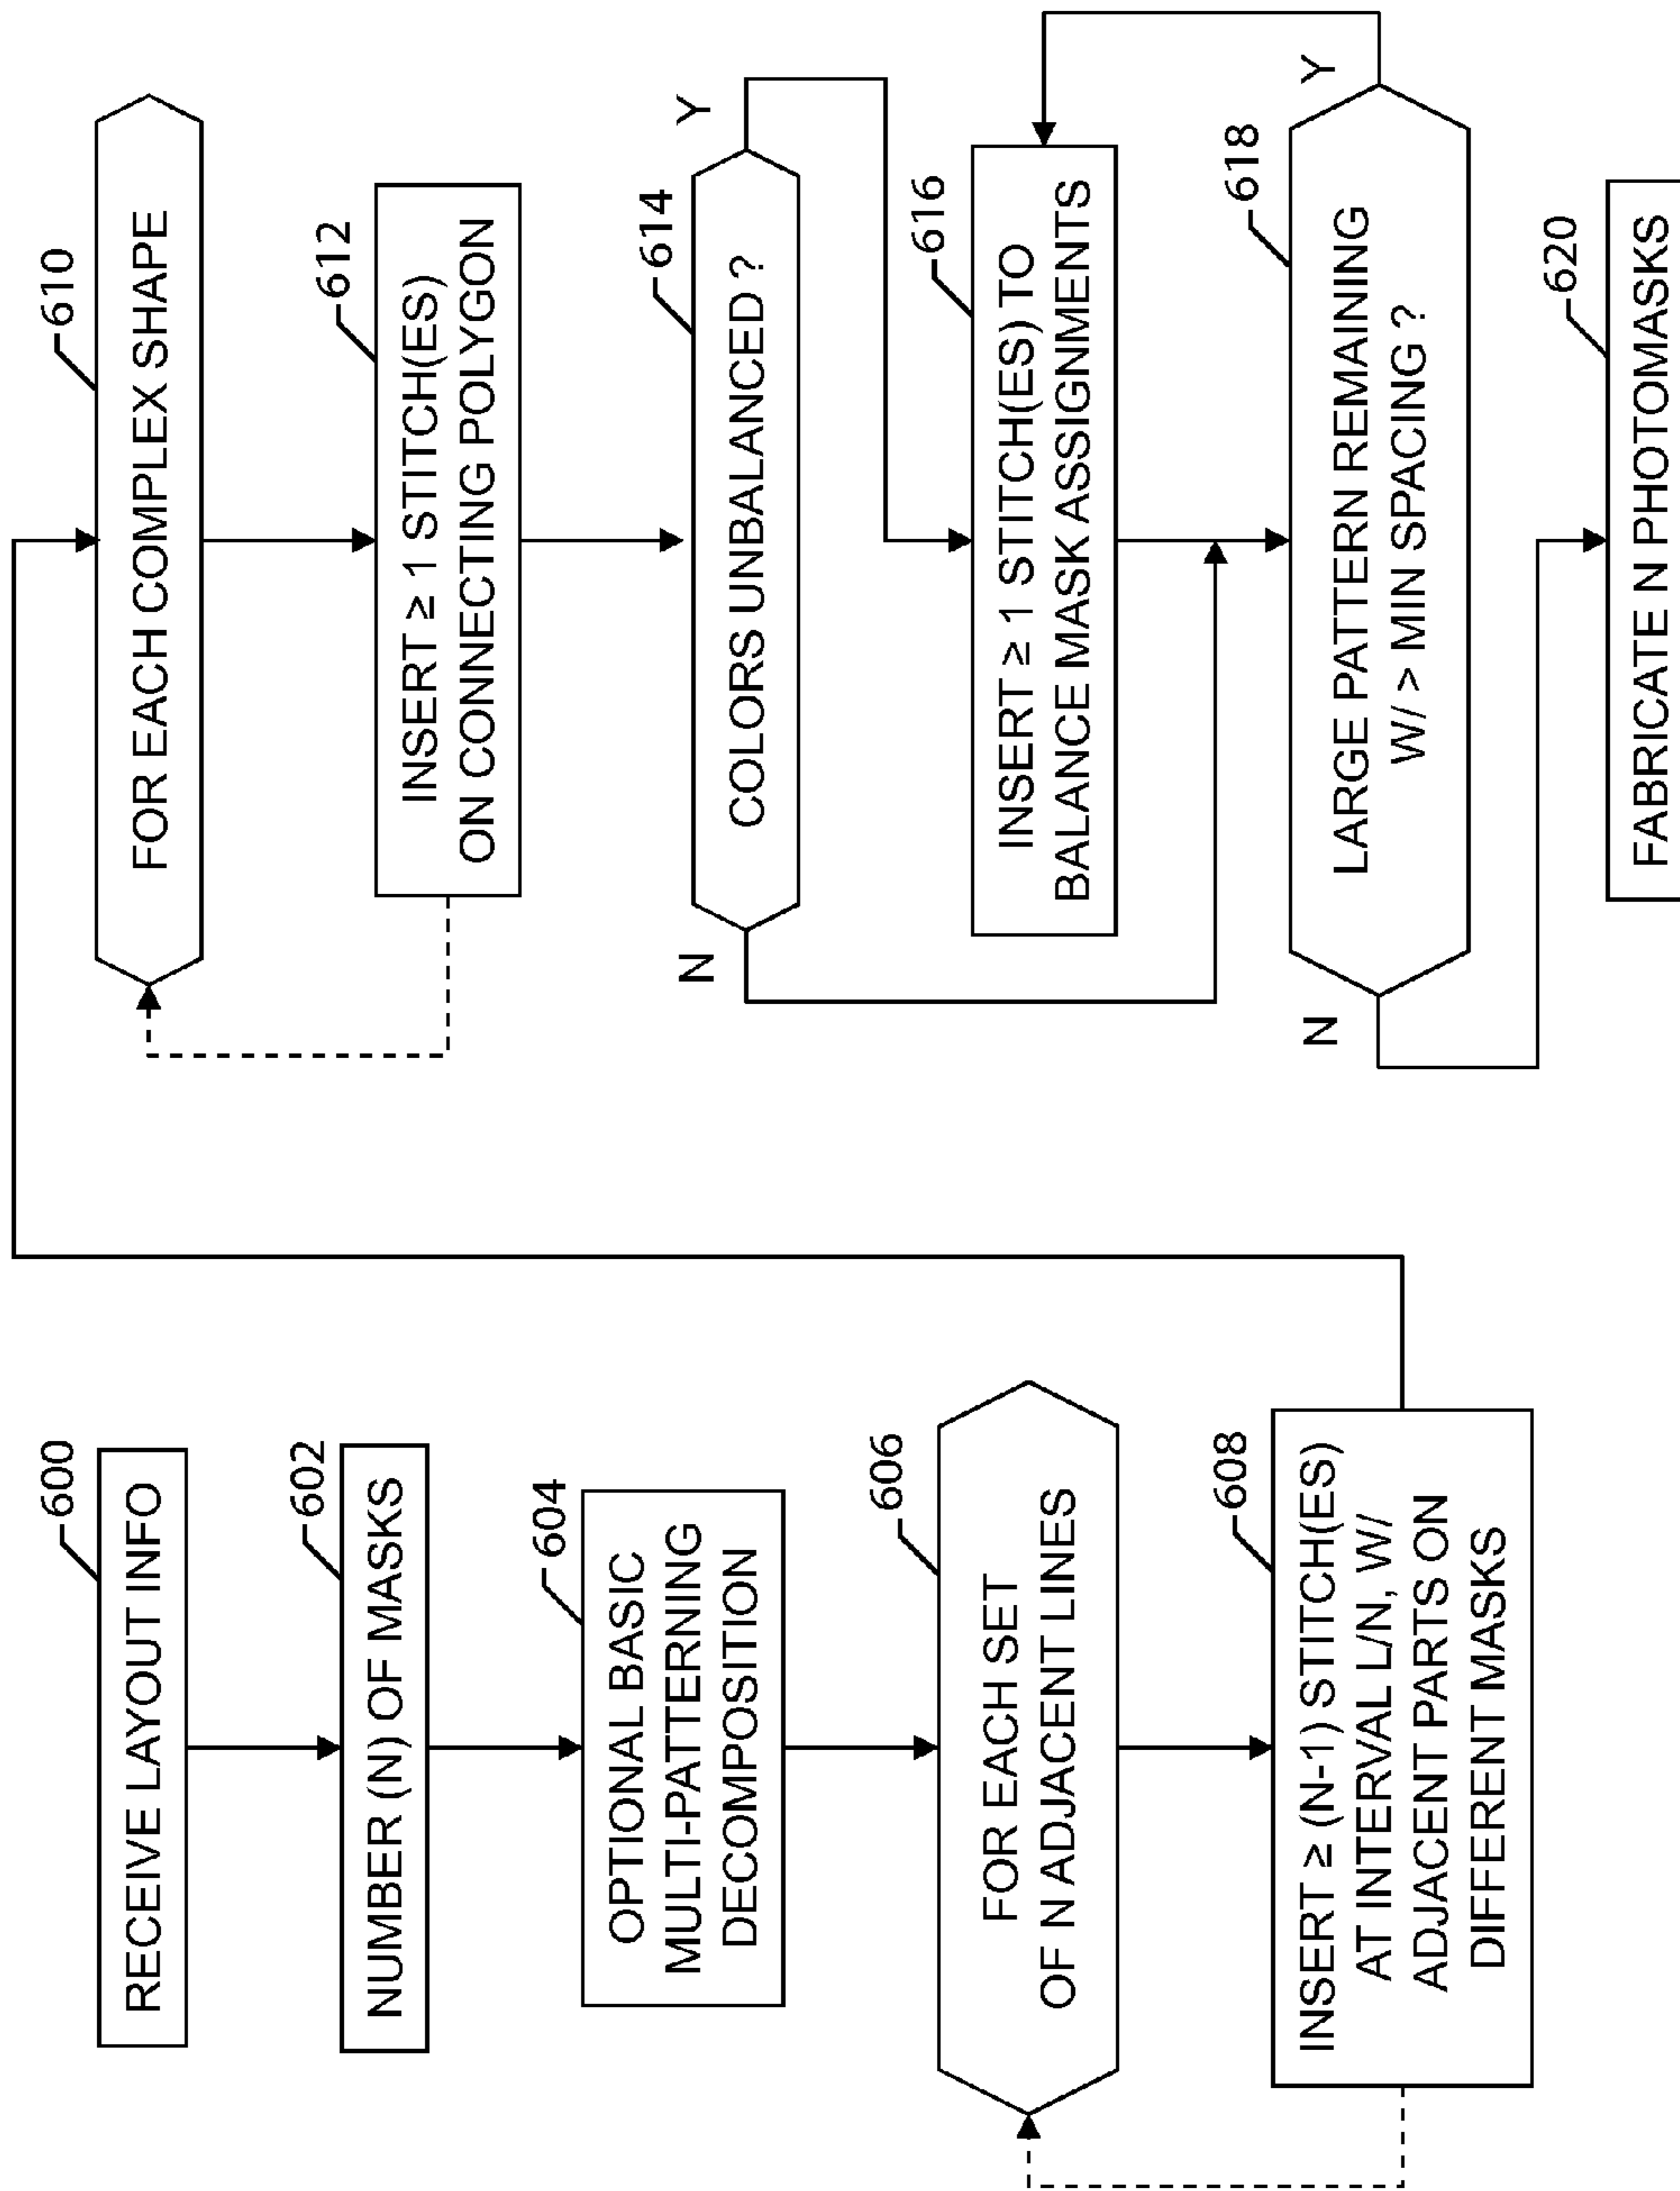 600
RECEIVE LAYOUT INFO
602
NUMBER (N) OF MASKS
604
OPTIONAL BASIC
MULTI-PATTERNING
DECOMPOSITION
606
FOR EACH SET
OF N ADJACENT LINES
608
INSERT ≥ (N-1) STITCH(ES)
AT INTERVAL L/N, W/
ADJACENT PARTS ON
DIFFERENT MASKS
610
FOR EACH COMPLEX SHAPE
612
INSERT ≥ 1 STITCH(ES)
ON CONNECTING POLYGON
614
N
COLORS UNBALANCED ?
Y
616
INSERT ≥ 1 STITCH(ES) TO
BALANCE MASK ASSIGNMENTS
618
N
Y
LARGE PATTERN REMAINING
W/ > MIN SPACING ?
620
FABRICATE N PHOTOMASKS